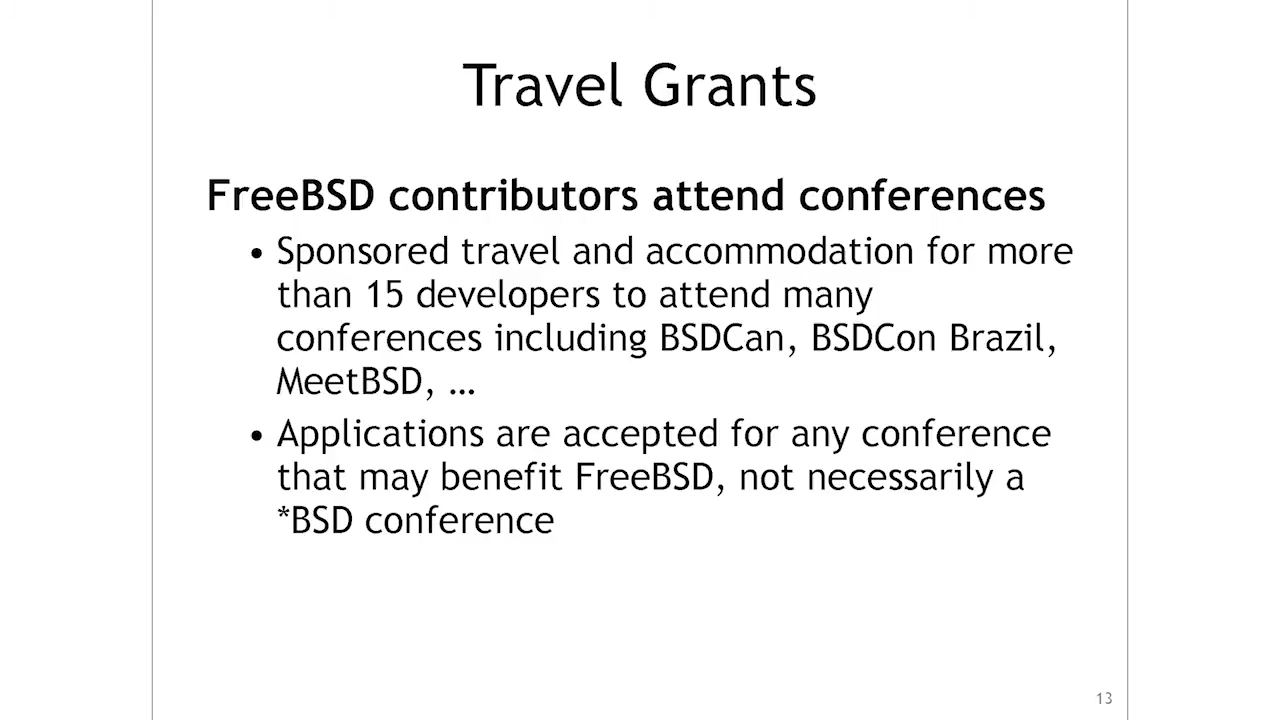 Travel Grants
FreeBSD contributors attend conferences
• Sponsored travel and accommodation for more
than 15 developers to attend many
conferences including BSDCan, BSDCon Brazil,
MeetBSD, …
• Applications are accepted for any conference
that may benefit FreeBSD, not necessarily a
*BSD conference
13